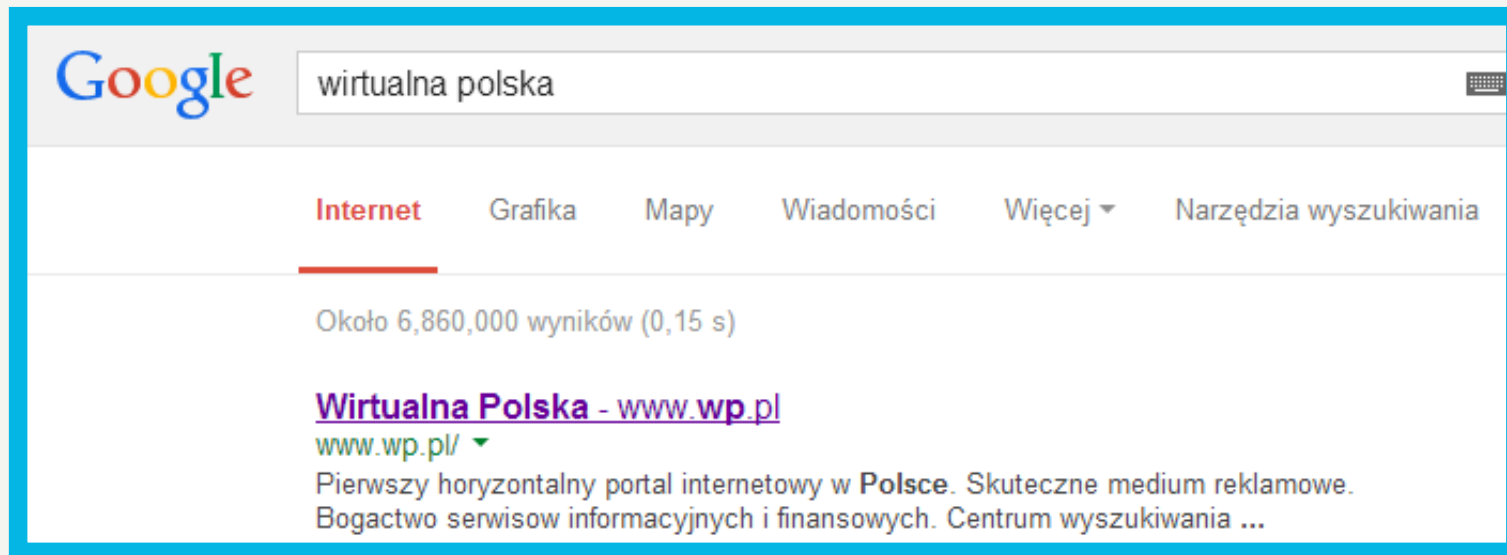 Google wirtualna polska
Internet Grafika Mapy Wiadomości Więcej Narzędzia wyszukiwania
Około 6,860,000 wyników (0,15 s)
Wirtualna Polska - www.wp.pl
www.wp.pl/
Pierwszy horyzontalny portal internetowy w Polsce. Skuteczne medium reklamowe.
Bogactwo serwisow informacyjnych i finansowych. Centrum wyszukiwania ...